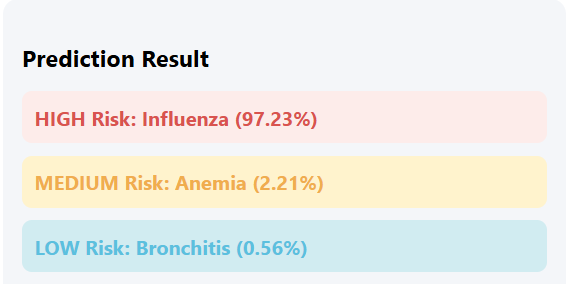 Prediction Result
HIGH Risk: Influenza (97.23%)
MEDIUM Risk: Anemia (2.21%)
LOW Risk: Bronchitis (0.56%)